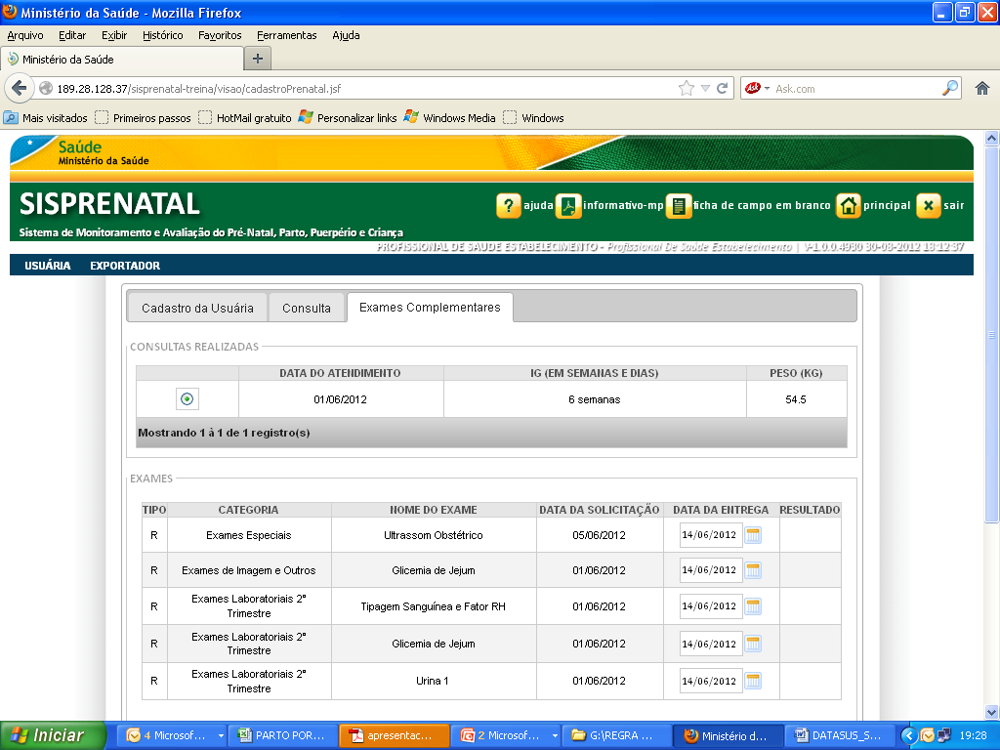 Ministério da Saúde - Mozilla Firefox
Arquivo Editar Exibir Histórico Favoritos Ferramentas Ajuda
Ministério da Saúde
189.28.128.37/sisprenatal-treina/visao/cadastroPrenatal.jsf
Ask Ask.com
Mais visitados Primeiros passos HotMail gratuito Personalizar links Windows Media Windows
Saúde
Ministério da Saúde
SISPRENATAL
ajuda informativo-mp ficha de campo em branco principal sair
Sistema de Monitoramento e Avaliação do Pré-Natal, Parto, Puerpério e Criança
PROFISSIONAL DE SAUDE ESTABELECIMENTO - Profissional De Saude Estabelecimento | V-1.0.0.4930 30-08-2012 18:12:37
USUÁRIA EXPORTADOR
Cadastro da Usuária Consulta Exames Complementares
CONSULTAS REALIZADAS
DATA DO ATENDIMENTO IG (EM SEMANAS E DIAS) PESO (KG)
01/06/2012 6 semanas 54.5
Mostrando 1 à 1 de 1 registro(s)
EXAMES
TIPO CATEGORIA NOME DO EXAME DATA DA SOLICITAÇÃO DATA DA ENTREGA RESULTADO
R Exames Especiais Ultrassom Obstétrico 05/06/2012 14/06/2012
R Exames de Imagem e Outros Glicemia de Jejum 01/06/2012 14/06/2012
R Exames Laboratoriais 2° Trimestre Tipagem Sanguínea e Fator RH 01/06/2012 14/06/2012
R Exames Laboratoriais 2° Trimestre Glicemia de Jejum 01/06/2012 14/06/2012
R Exames Laboratoriais 2° Trimestre Urina 1 01/06/2012 14/06/2012
Iniciar 4 Microsof... PARTO POR... apresentac... 2 Microsof... G:\REGRA ... Ministério d... DATASUS_S... 19:28